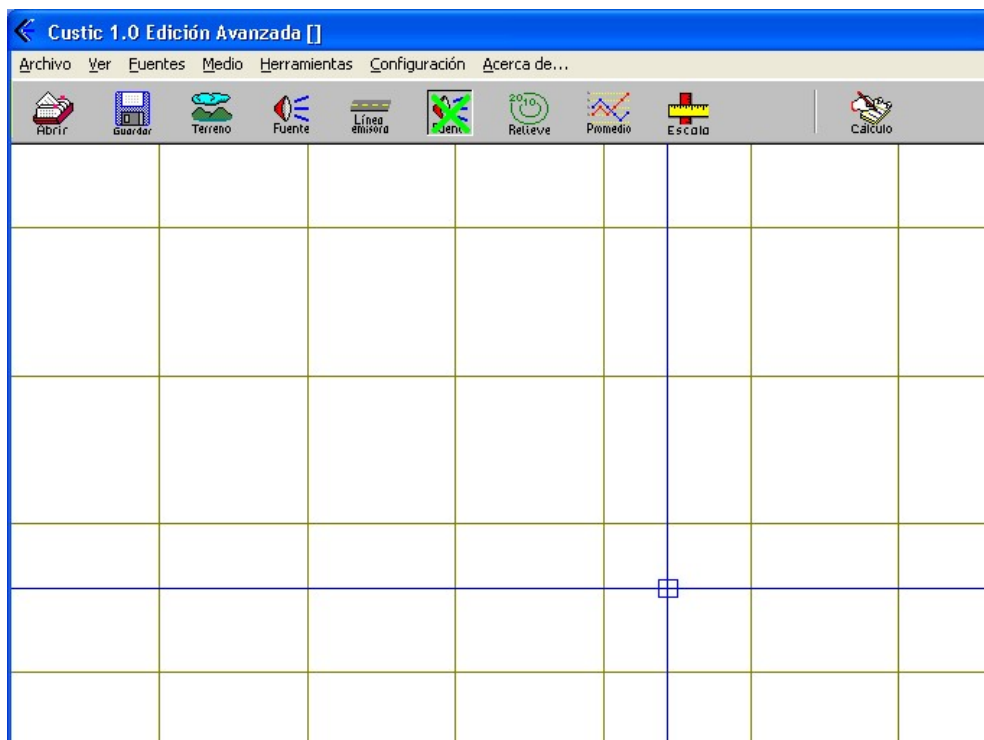 Custic 1.0 Edición Avanzada []
Archivo Ver Fuentes Medio Herramientas Configuración Acerca de...
2010
Abrir Guardar Terreno Fuente Línea emisora Relieve Promedio Escala Cálculo